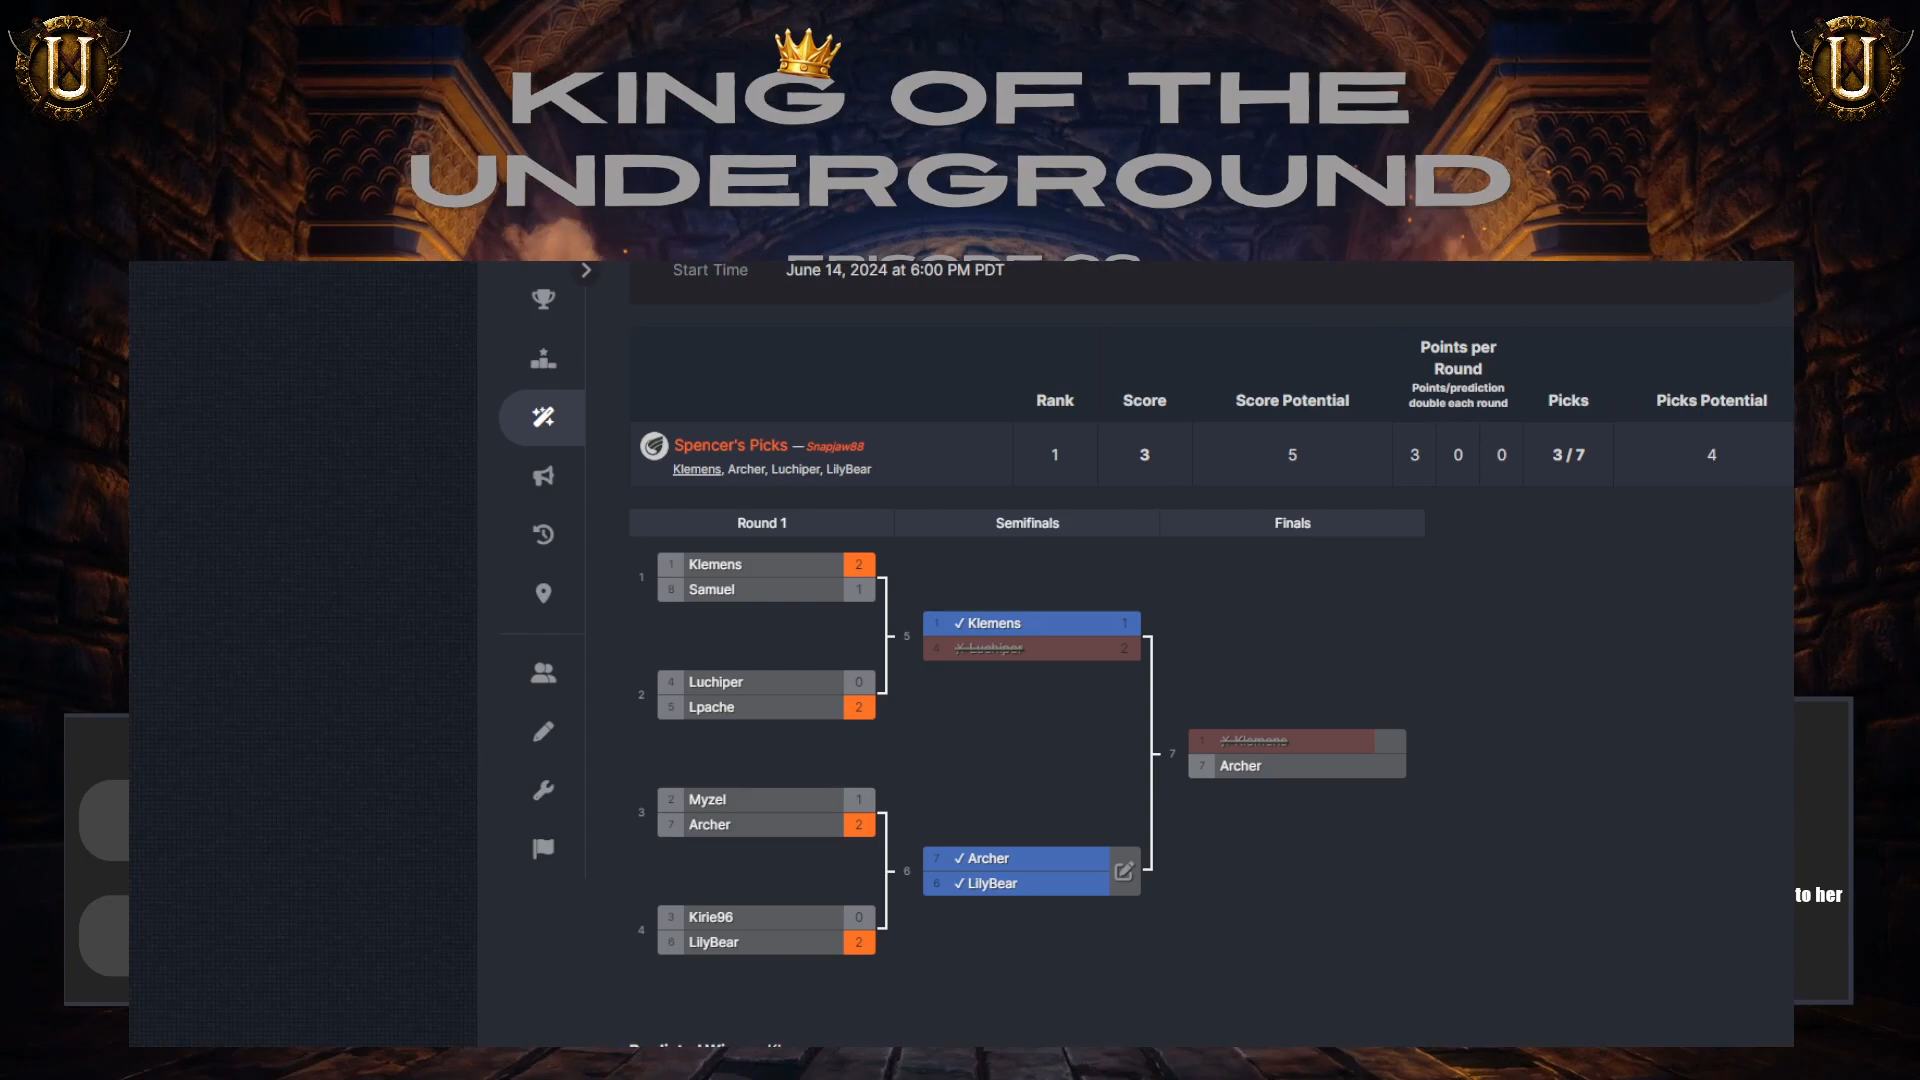 U
U
KING OF THE
UNDERGROUND
Start Time June 14, 2024 at 6:00 PM PDT
Rank Score Score Potential Points per Round Points/prediction double each round Picks Picks Potential
Spencer's Picks — Snapjaw88
Klemens, Archer, Luchiper, LilyBear
1 3 5 3 0 0 3 / 7 4
Round 1 Semifinals Finals
1
1 Klemens 2
8 Samuel 1
2
4 Luchiper 0
5 Lpache 2
3
2 Myzel 1
7 Archer 2
4
3 Kirie96 0
6 LilyBear 2
5
1 ✓ Klemens 1
4 ✗ Luchiper 2
6
7 ✓ Archer
6 ✓ LilyBear
7
1 ✗ Klemens
7 Archer
to her